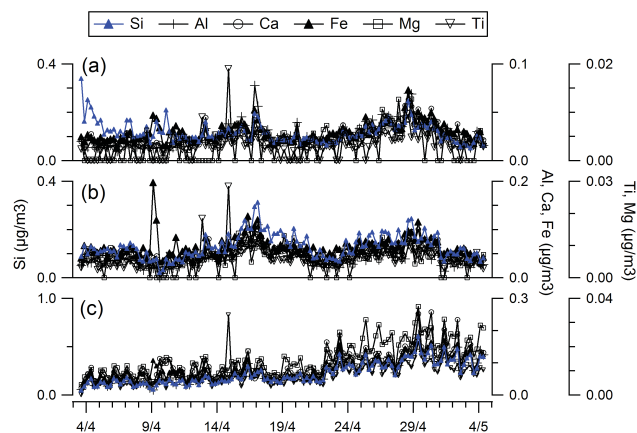 Si Al Ca Fe Mg Ti
(a)
0.4 0.1 0.02
0.0 0.0 0.00
(b)
0.4 0.2 0.03
0.0 0.0 0.00
(c)
1.0 0.3 0.04
0.0 0.0 0.00
Si (µg/m3)
Al, Ca, Fe (µg/m3)
Ti, Mg (µg/m3)
4/4 9/4 14/4 19/4 24/4 29/4 4/5